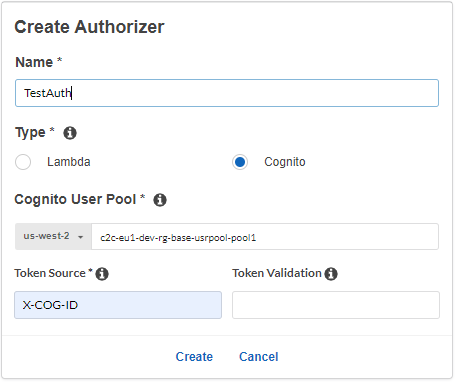 Create Authorizer
Name *
TestAuth
Type *
Lambda
Cognito
Cognito User Pool *
us-west-2 c2c-eu1-dev-rg-base-usrpool-pool1
Token Source * Token Validation
X-COG-ID
Create Cancel